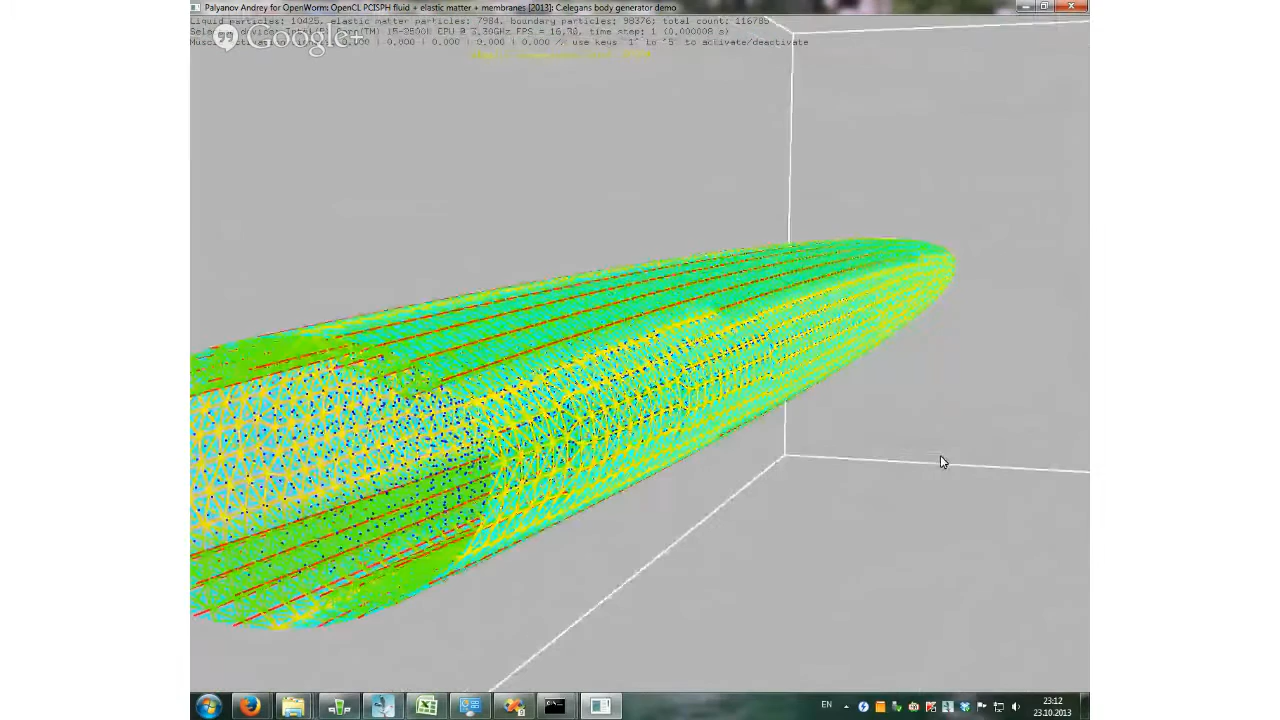 Palyanov Andrey for OpenWorm: OpenCL PCISPH fluid + elastic matter + membranes [2013]: C.elegans body generator demo
Liquid particles: 10425, elastic matter particles: 7984, boundary particles: 98376; total count: 116785
CPU @ 3.30GHz FPS = time step: 1 (0.000008 s)
0.000 | 0.000 | 0.000 | 0.000 // use keys '1' to '5' to activate/deactivate
Google
EN
23:12
23.10.2013